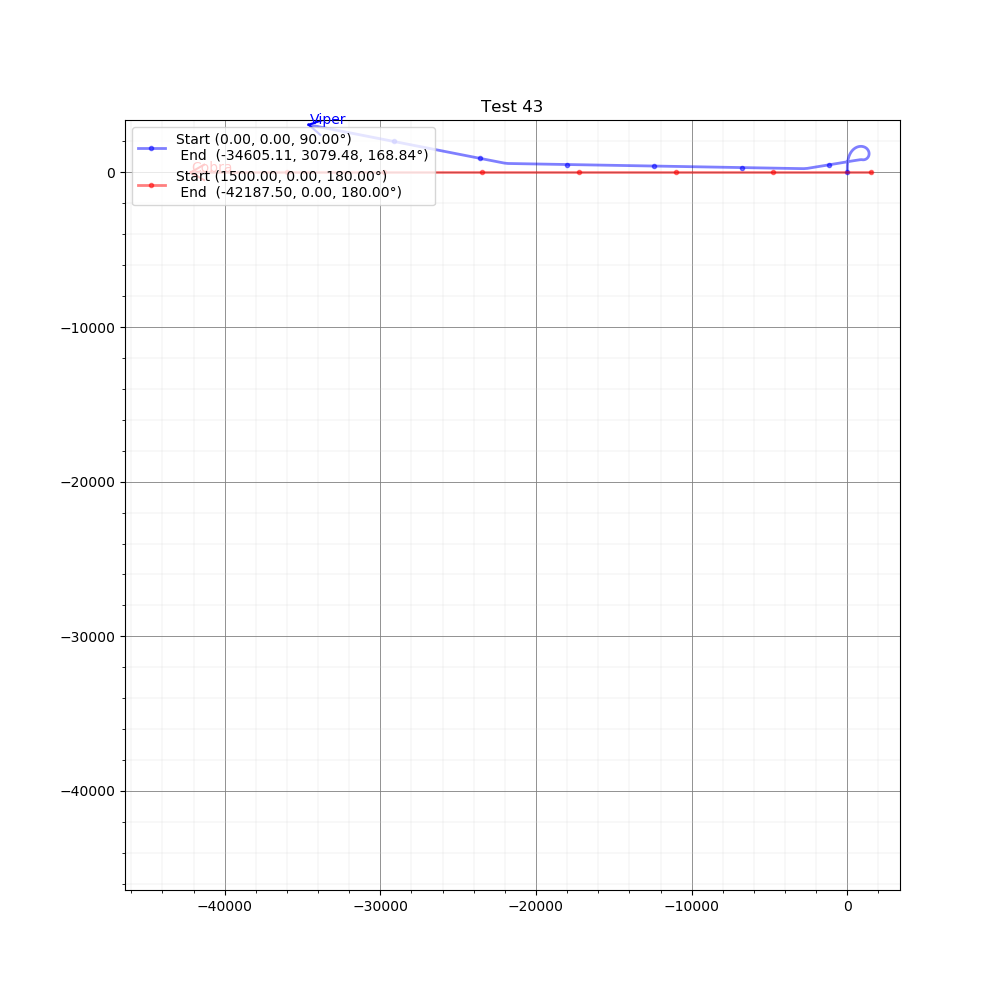 Test 43
Viper
Start (0.00, 0.00, 90.00°)
End  (-34605.11, 3079.48, 168.84°)
Cobra
Start (1500.00, 0.00, 180.00°)
End  (-42187.50, 0.00, 180.00°)
0
−10000
−20000
−30000
−40000
−40000 −30000 −20000 −10000 0